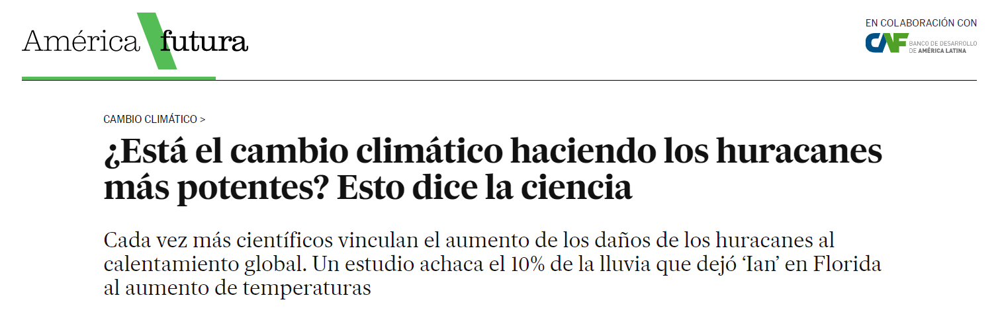 América futura
EN COLABORACIÓN CON
CAF BANCO DE DESARROLLO
DE AMÉRICA LATINA
CAMBIO CLIMÁTICO >
¿Está el cambio climático haciendo los huracanes
más potentes? Esto dice la ciencia
Cada vez más científicos vinculan el aumento de los daños de los huracanes al
calentamiento global. Un estudio achaca el 10% de la lluvia que dejó ‘Ian’ en Florida
al aumento de temperaturas